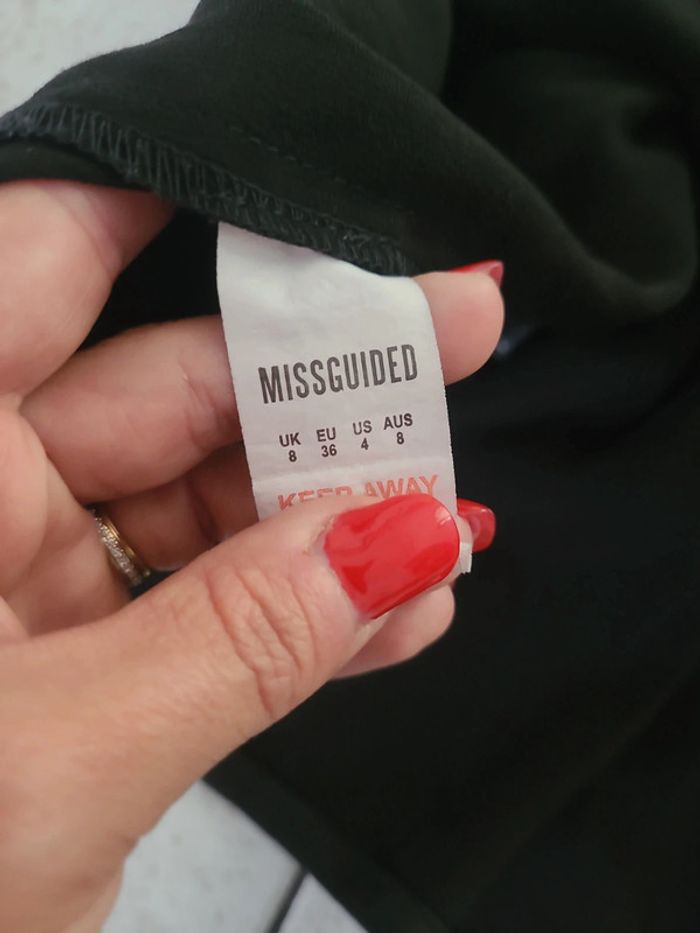 MISSGUIDED
UK EU US AUS
8 36 4 8
KEEP AWAY